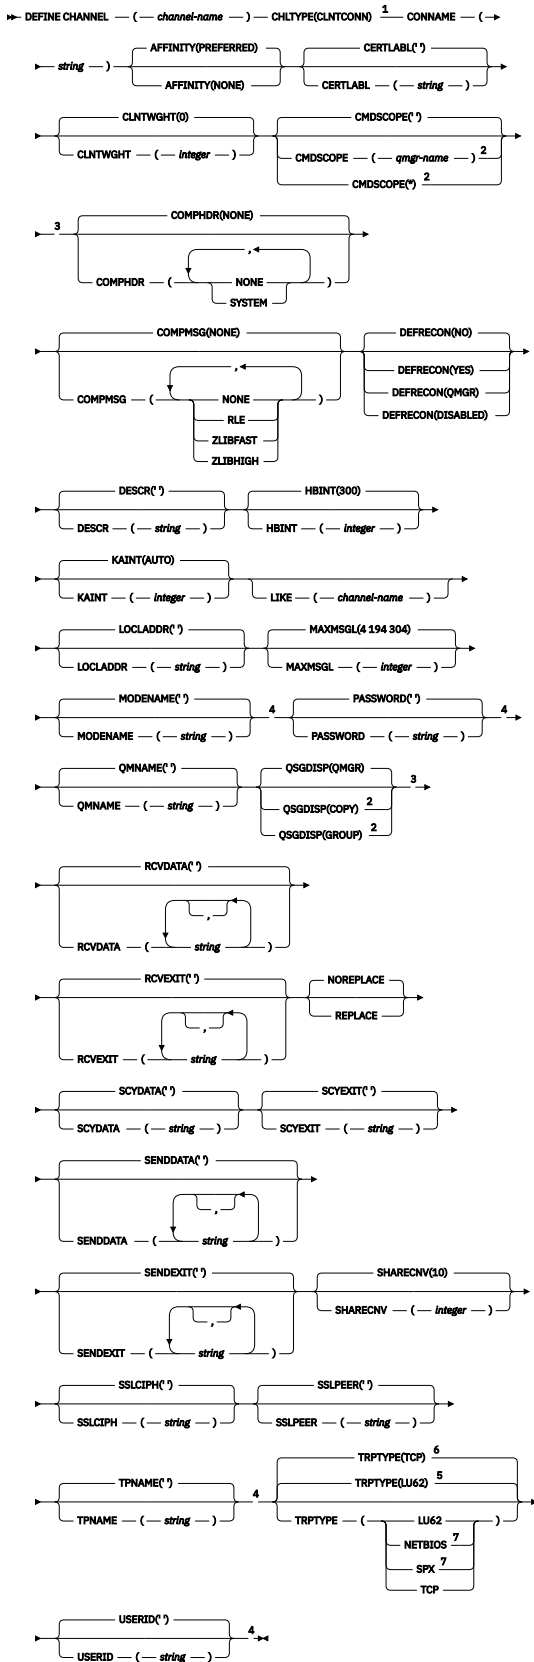 DEFINE CHANNEL ( channel-name ) CHLTYPE(CLNTCONN) 1 CONNAME (
string ) AFFINITY(PREFERRED) AFFINITY(NONE) CERTLABL(' ') CERTLABL ( string )
CLNTWGHT(0) CLNTWGHT ( integer ) CMDSCOPE(' ') CMDSCOPE ( qmgr-name ) 2 CMDSCOPE(*) 2
3 COMPHDR(NONE)
,
COMPHDR ( NONE )
SYSTEM
COMPMSG(NONE) DEFRECON(NO)
, DEFRECON(YES)
COMPMSG ( NONE ) DEFRECON(QMGR)
RLE DEFRECON(DISABLED)
ZLIBFAST
ZLIBHIGH
DESCR(' ') HBINT(300)
DESCR ( string ) HBINT ( integer )
KAINT(AUTO)
KAINT ( integer ) LIKE ( channel-name )
LOCLADDR(' ') MAXMSGL(4 194 304)
LOCLADDR ( string ) MAXMSGL ( integer )
MODENAME(' ') 4 PASSWORD(' ') 4
MODENAME ( string ) PASSWORD ( string )
QMNAME(' ') QSGDISP(QMGR) 3
QMNAME ( string ) QSGDISP(COPY) 2
QSGDISP(GROUP) 2
RCVDATA(' ')
,
RCVDATA ( string )
RCVEXIT(' ') NOREPLACE
, REPLACE
RCVEXIT ( string )
SCYDATA(' ') SCYEXIT(' ')
SCYDATA ( string ) SCYEXIT ( string )
SENDDATA(' ')
,
SENDDATA ( string )
SENDEXIT(' ') SHARECNV(10)
, SHARECNV ( integer )
SENDEXIT ( string )
SSLCIPH(' ') SSLPEER(' ')
SSLCIPH ( string ) SSLPEER ( string )
TRPTYPE(TCP) 6
TPNAME(' ') 4 TRPTYPE(LU62) 5
TPNAME ( string ) TRPTYPE ( LU62 )
NETBIOS 7
SPX 7
TCP
USERID(' ') 4
USERID ( string )